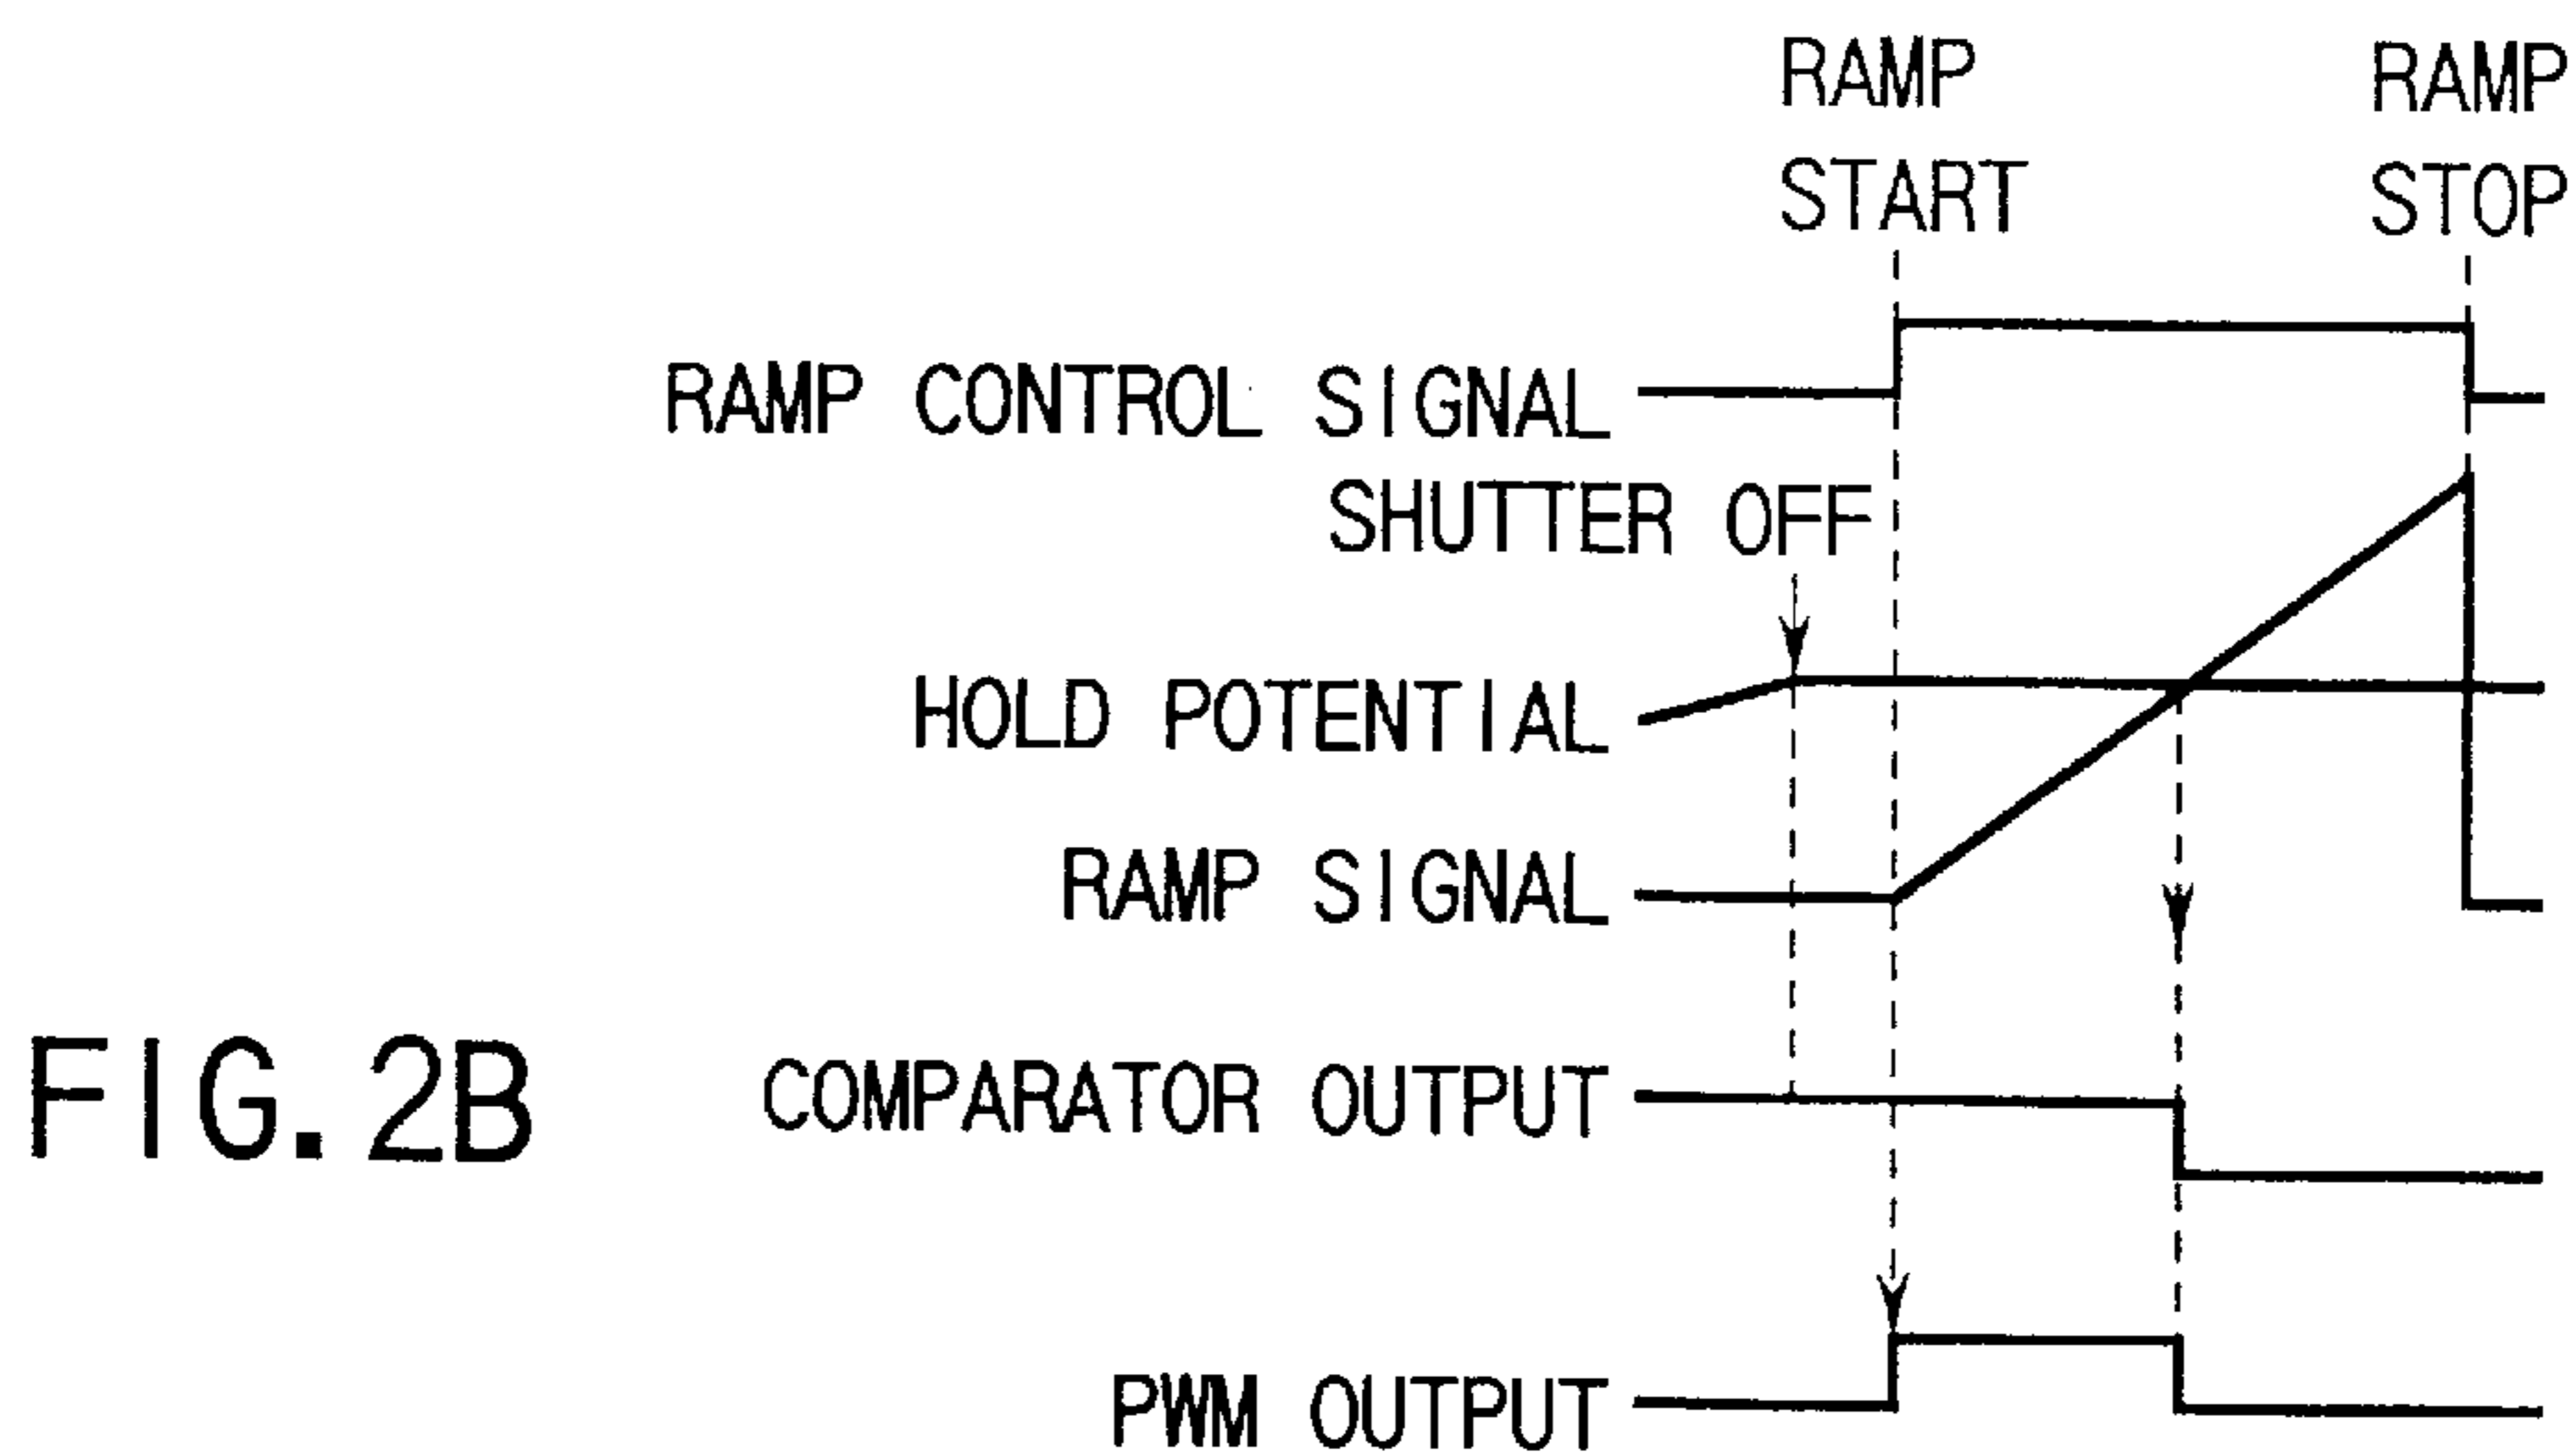 RAMP START
RAMP STOP
RAMP CONTROL SIGNAL
SHUTTER OFF
HOLD POTENTIAL
RAMP SIGNAL
COMPARATOR OUTPUT
PWM OUTPUT
FIG. 2B